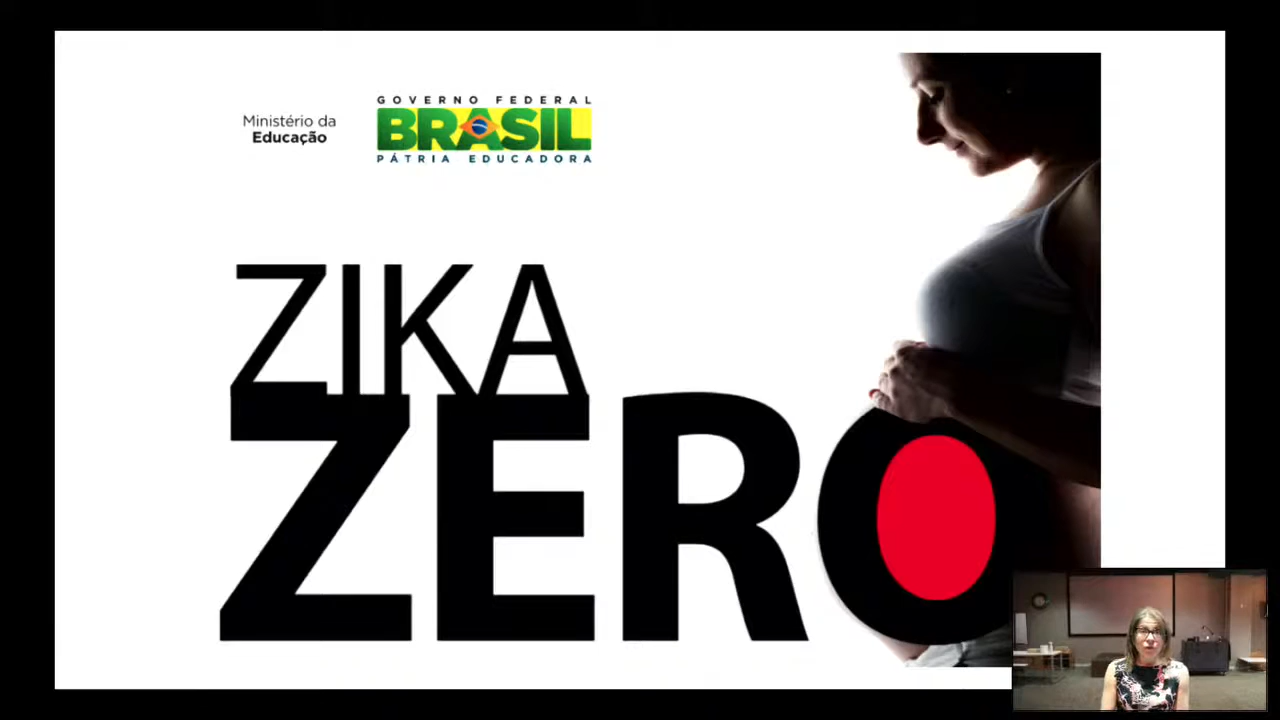 Ministério da
Educação
GOVERNO FEDERAL
BRASIL
PÁTRIA EDUCADORA
ZIKA
ZERO